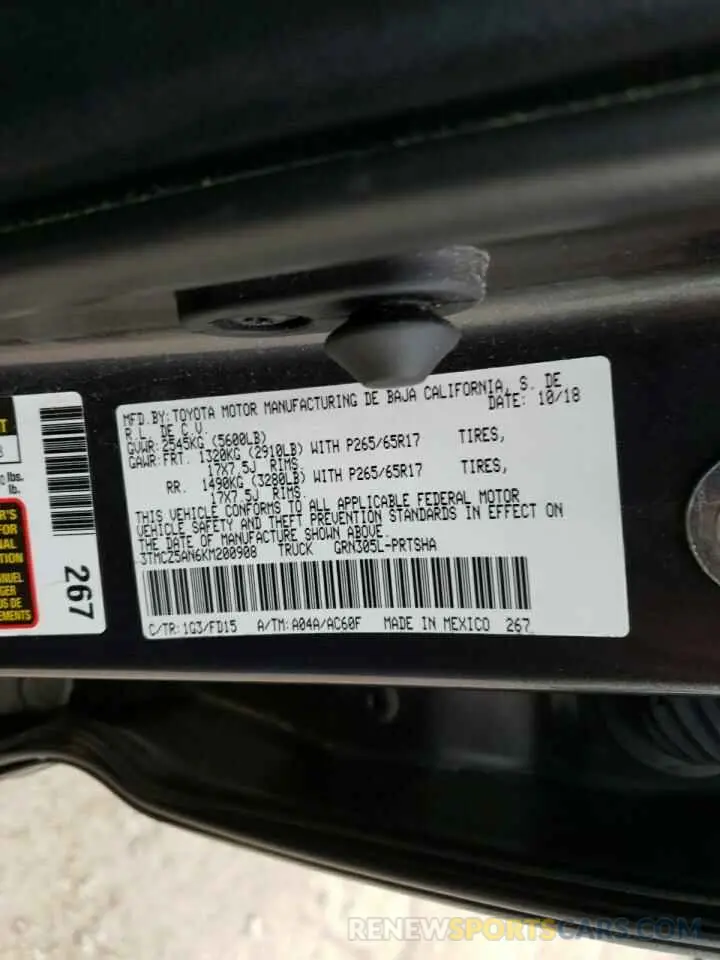 MFD.BY: TOYOTA MOTOR MANUFACTURING DE BAJA CALIFORNIA, S. DE
R.L. DE C.V. DATE: 10/18
GVWR: 2545KG (5600LB)
GAWR: FRT. 1320KG (2910LB) WITH P265/65R17 TIRES,
17X7.5J RIMS.
RR. 1490KG (3280LB) WITH P265/65R17 TIRES,
17X7.5J RIMS.
THIS VEHICLE CONFORMS TO ALL APPLICABLE FEDERAL MOTOR
VEHICLE SAFETY AND THEFT PREVENTION STANDARDS IN EFFECT ON
THE DATE OF MANUFACTURE SHOWN ABOVE.
3TMCZ5AN6KM200908 TRUCK GRN305L-PRTSHA
C/TR: 1G3/FD15 A/TM: A04A/AC60F MADE IN MEXICO 267
267
lbs.
lb.
RENEWSPORTSCARS.COM